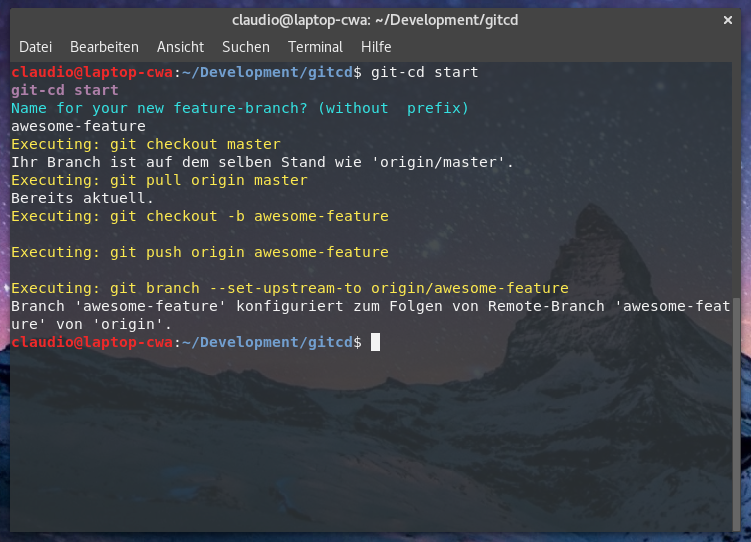 claudio@laptop-cwa: ~/Development/gitcd ×
Datei Bearbeiten Ansicht Suchen Terminal Hilfe
claudio@laptop-cwa:~/Development/gitcd$ git-cd start
git-cd start
Name for your new feature-branch? (without  prefix)
awesome-feature
Executing: git checkout master
Ihr Branch ist auf dem selben Stand wie 'origin/master'.
Executing: git pull origin master
Bereits aktuell.
Executing: git checkout -b awesome-feature
Executing: git push origin awesome-feature
Executing: git branch --set-upstream-to origin/awesome-feature
Branch 'awesome-feature' konfiguriert zum Folgen von Remote-Branch 'awesome-feat
ure' von 'origin'.
claudio@laptop-cwa:~/Development/gitcd$